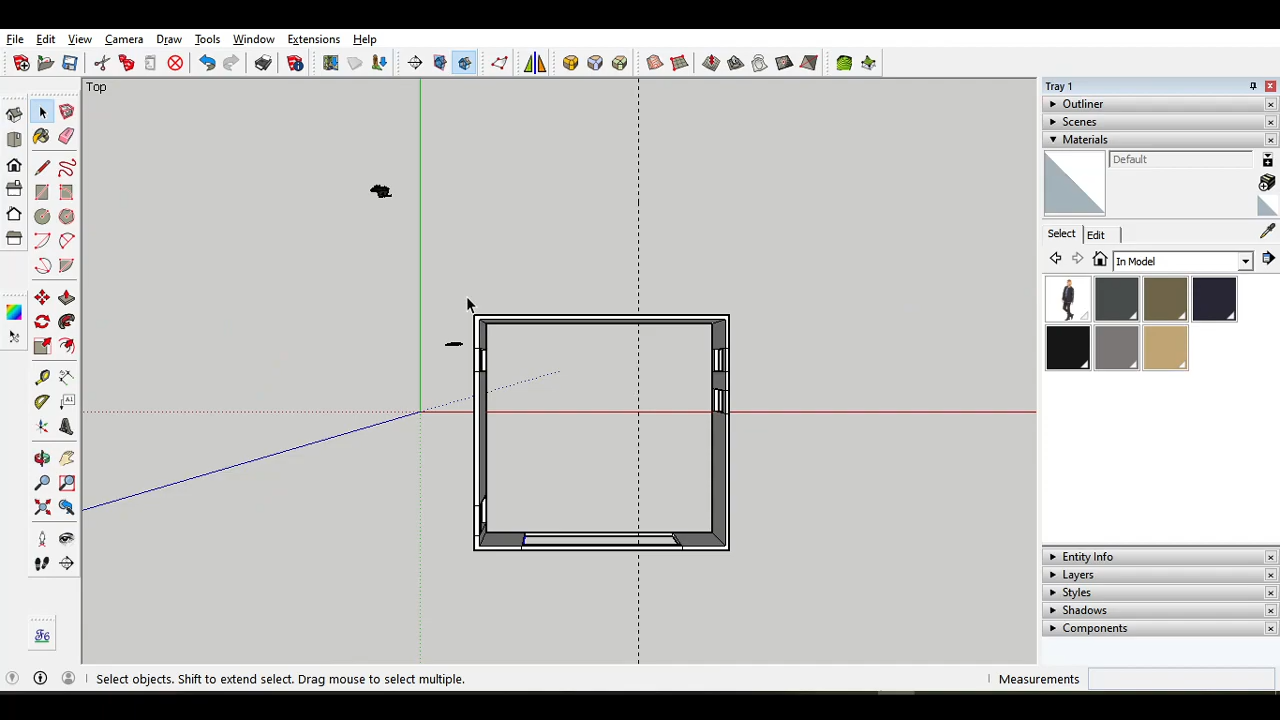 File Edit View Camera Draw Tools Window Extensions Help
Top
Tray 1
Outliner
Scenes
Materials
Default
Select Edit
In Model
Entity Info
Layers
Styles
Shadows
Components
Select objects. Shift to extend select. Drag mouse to select multiple.
Measurements